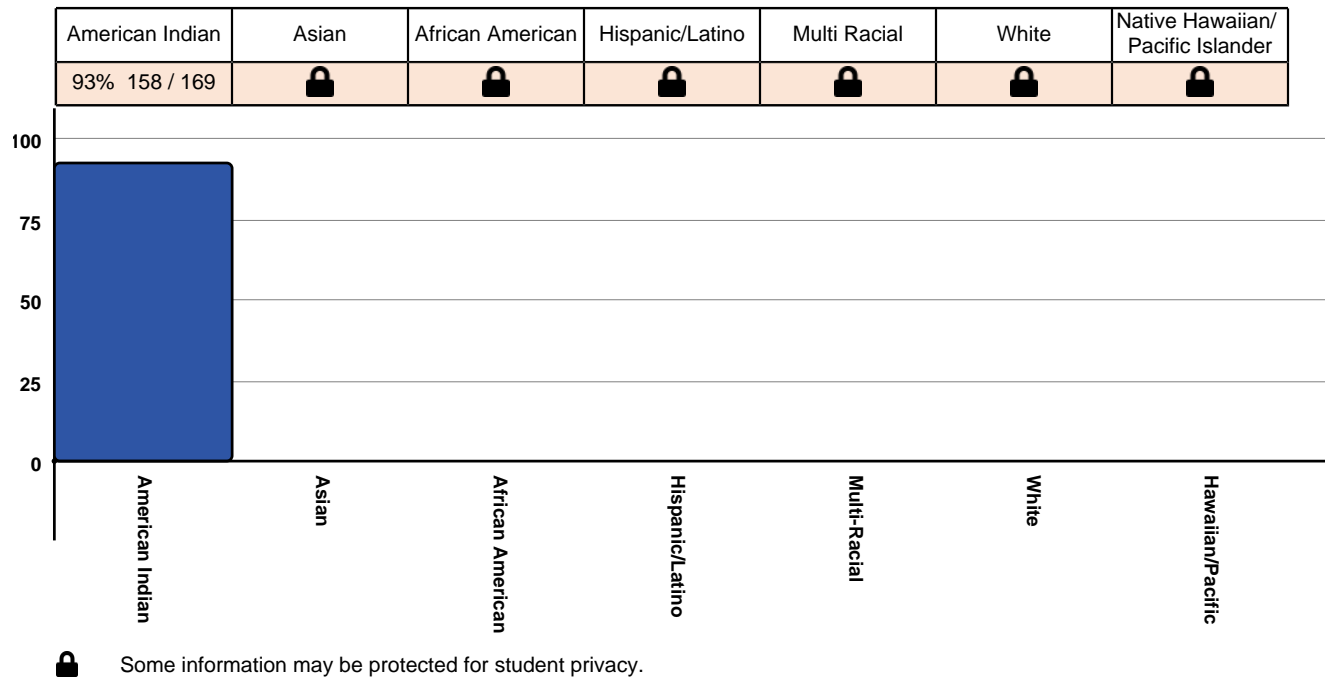 American Indian Asian African American Hispanic/Latino Multi Racial White Native Hawaiian/
Pacific Islander
93% 158 / 169
100
75
50
25
0
American Indian
Asian
African American
Hispanic/Latino
Multi-Racial
White
Hawaiian/Pacific
Some information may be protected for student privacy.